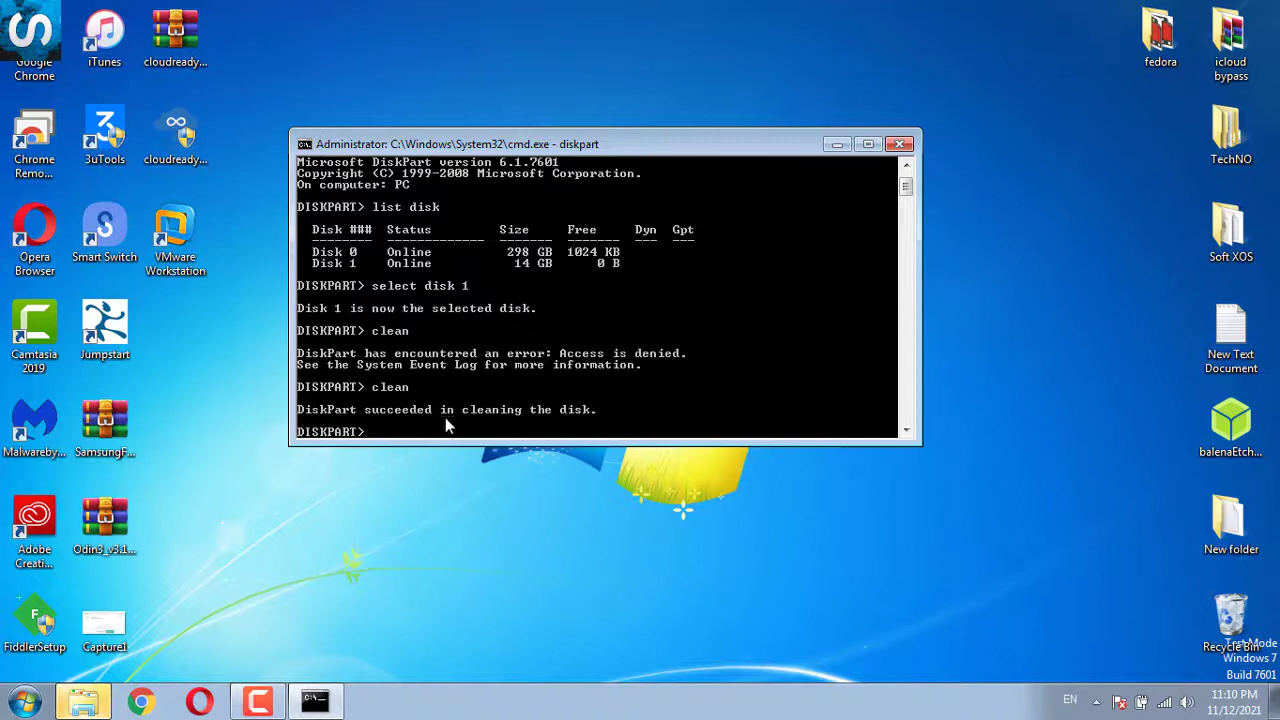 Google
Chrome
iTunes
cloudready...
Chrome
Remo...
3uTools
cloudready...
Opera
Browser
Smart Switch
VMware
Workstation
Camtasia
2019
Jumpstart
Malwareby...
SamsungF...
Adobe
Creati...
Odin3_v3.1...
FiddlerSetup
Capture1
fedora
icloud
bypass
TechNO
Soft XOS
New Text
Document
balenaEtch...
New folder
Recycle Bin
Test Mode
Windows 7
Build 7601
Administrator: C:\Windows\System32\cmd.exe - diskpart
Microsoft DiskPart version 6.1.7601
Copyright (C) 1999-2008 Microsoft Corporation.
On computer: PC
DISKPART> list disk
Disk ### Status Size Free Dyn Gpt
-------- ------------- ------- ------- --- ---
Disk 0 Online 298 GB 1024 KB
Disk 1 Online 14 GB 0 B
DISKPART> select disk 1
Disk 1 is now the selected disk.
DISKPART> clean
DiskPart has encountered an error: Access is denied.
See the System Event Log for more information.
DISKPART> clean
DiskPart succeeded in cleaning the disk.
DISKPART>
EN
11:10 PM
11/12/2021